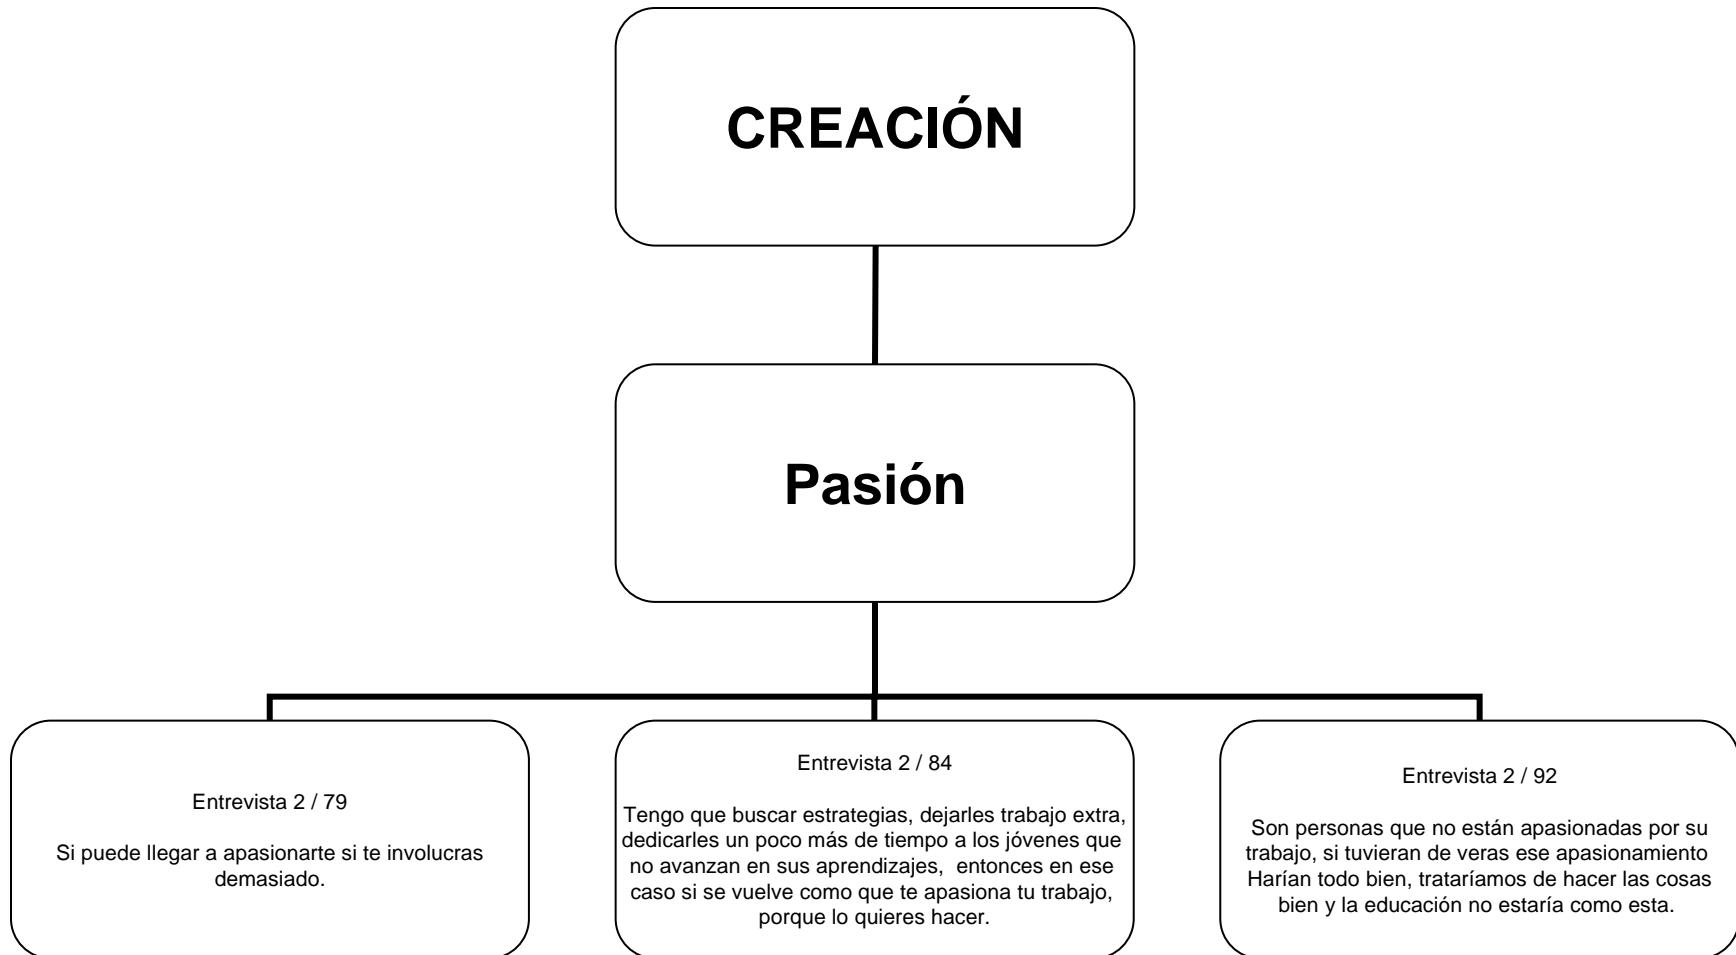 CREACIÓN
Pasión
Entrevista 2 / 79
Si puede llegar a apasionarte si te involucras
demasiado.
Entrevista 2 / 84
Tengo que buscar estrategias, dejarles trabajo extra,
dedicarles un poco más de tiempo a los jóvenes que
no avanzan en sus aprendizajes,  entonces en ese
caso si se vuelve como que te apasiona tu trabajo,
porque lo quieres hacer.
Entrevista 2 / 92
Son personas que no están apasionadas por su
trabajo, si tuvieran de veras ese apasionamiento
Harían todo bien, trataríamos de hacer las cosas
bien y la educación no estaría como esta.